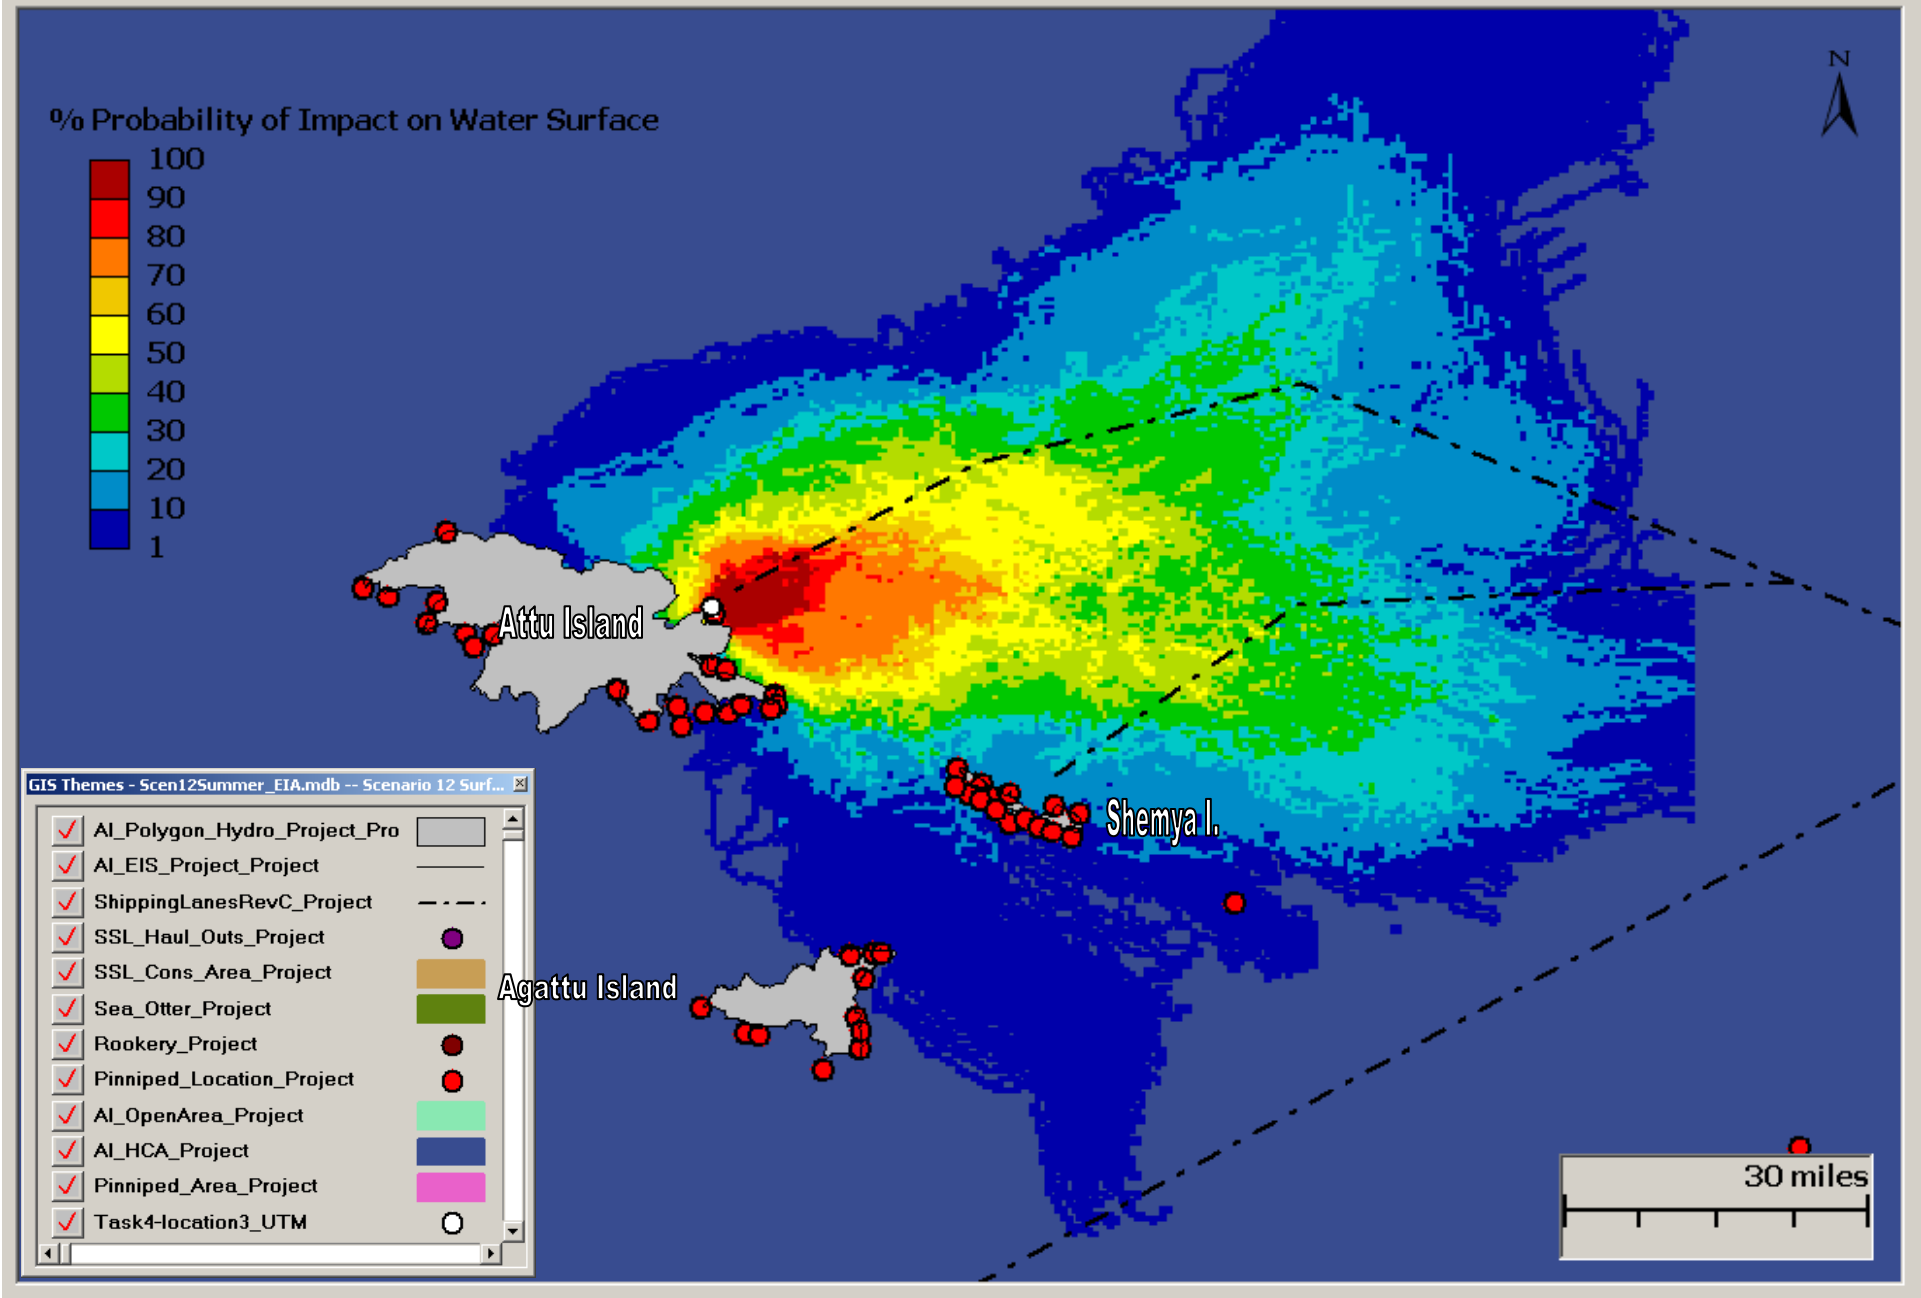 N
% Probability of Impact on Water Surface
100
90
80
70
60
50
40
30
20
10
1
Attu Island
Shemya I.
Agattu Island
GIS Themes - Scen12Summer_EIA.mdb -- Scenario 12 Surf...
AI_Polygon_Hydro_Project_Pro
AI_EIS_Project_Project
ShippingLanesRevC_Project
SSL_Haul_Outs_Project
SSL_Cons_Area_Project
Sea_Otter_Project
Rookery_Project
Pinniped_Location_Project
AI_OpenArea_Project
AI_HCA_Project
Pinniped_Area_Project
Task4-location3_UTM
30 miles